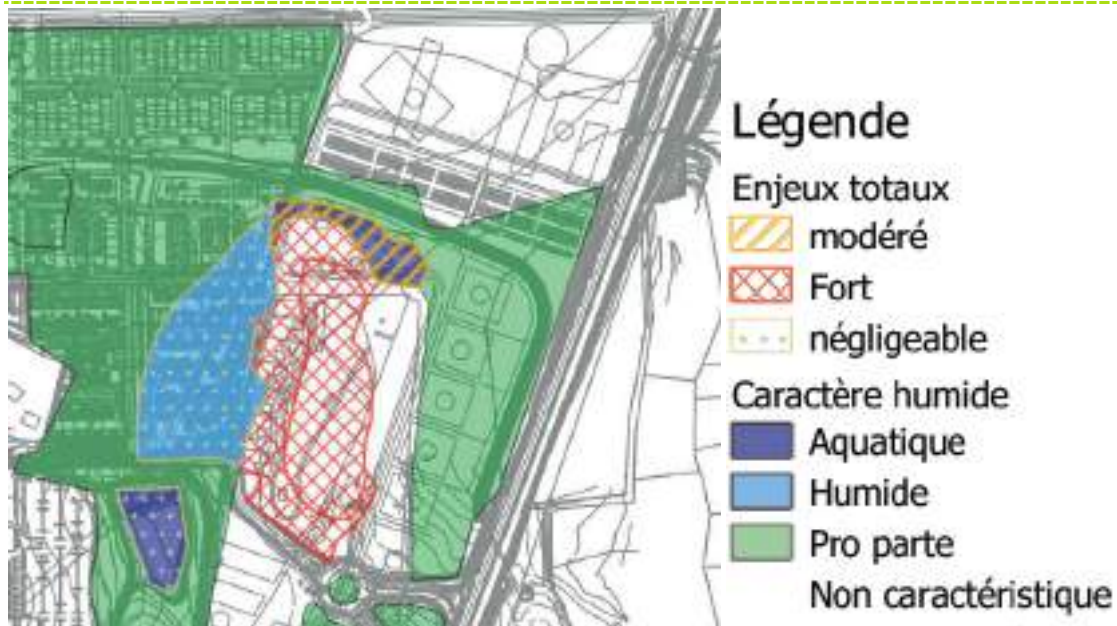 Légende
Enjeux totaux
modéré
Fort
négligeable
Caractère humide
Aquatique
Humide
Pro parte
Non caractéristique